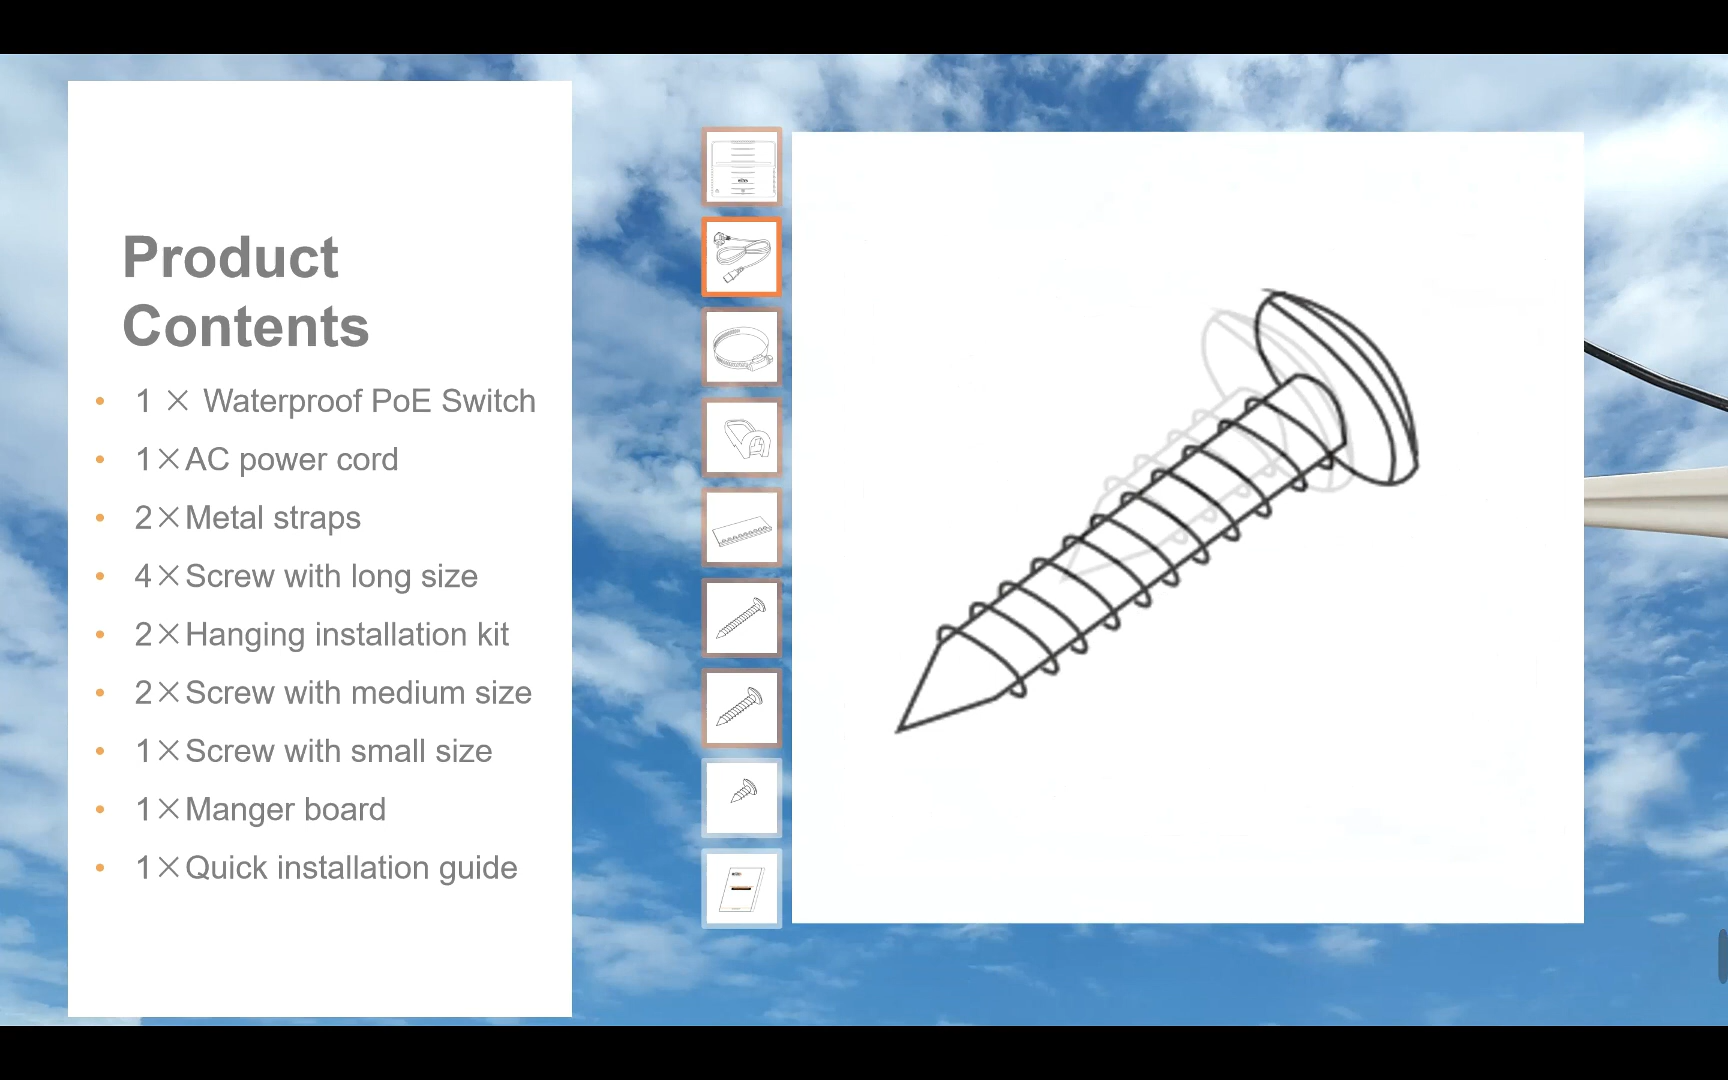 Product
Contents
• 1 × Waterproof PoE Switch
• 1×AC power cord
• 2×Metal straps
• 4×Screw with long size
• 2×Hanging installation kit
• 2×Screw with medium size
• 1×Screw with small size
• 1×Manger board
• 1×Quick installation guide